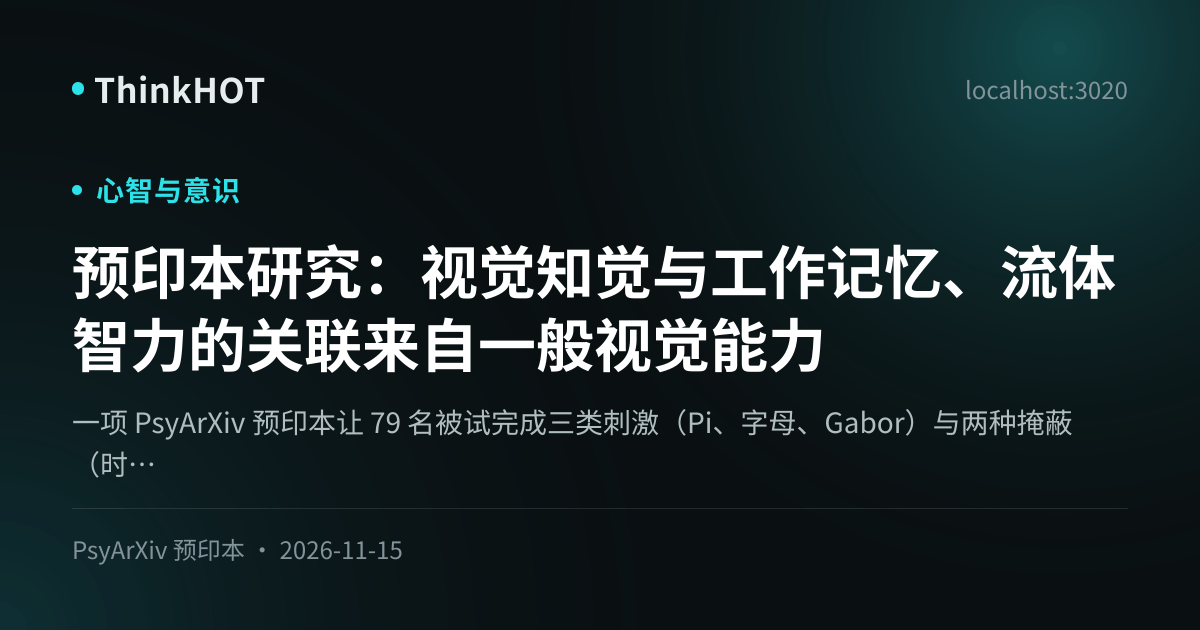 ThinkHOT
localhost:3020
心智与意识
预印本研究：视觉知觉与工作记忆、流体
智力的关联来自一般视觉能力
一项 PsyArXiv 预印本让 79 名被试完成三类刺激（Pi、字母、Gabor）与两种掩蔽
（时…
PsyArXiv 预印本 · 2026-11-15